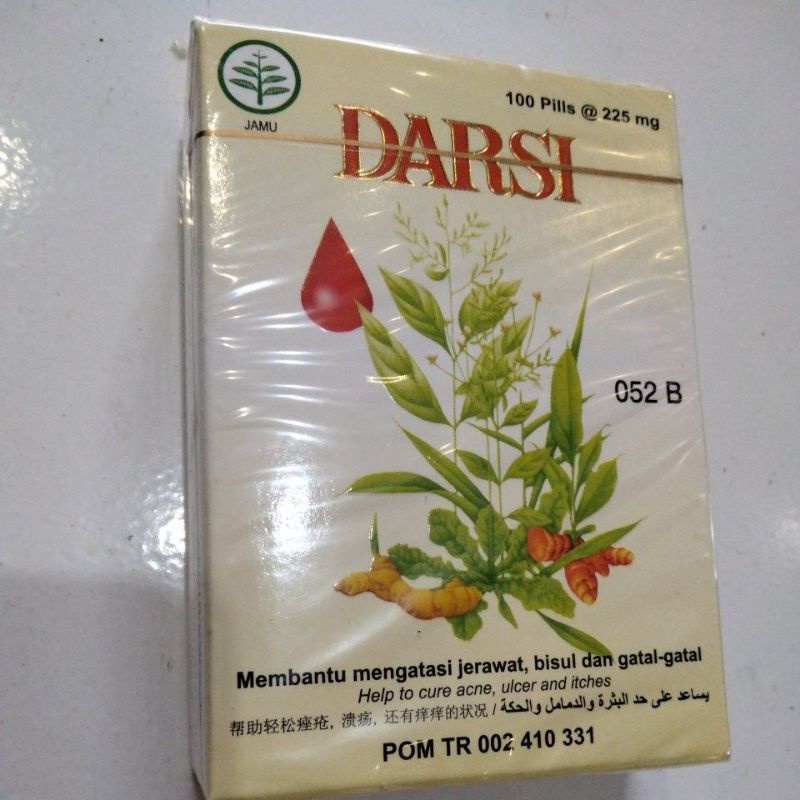 JAMU
100 Pills @ 225 mg
DARSI
052 B
Membantu mengatasi jerawat, bisul dan gatal-gatal
Help to cure acne, ulcer and itches
帮助轻松痤疮, 溃疡, 还有痒痒的状况 / يساعد على حد البثرة والدمامل والحكة
POM TR 002 410 331